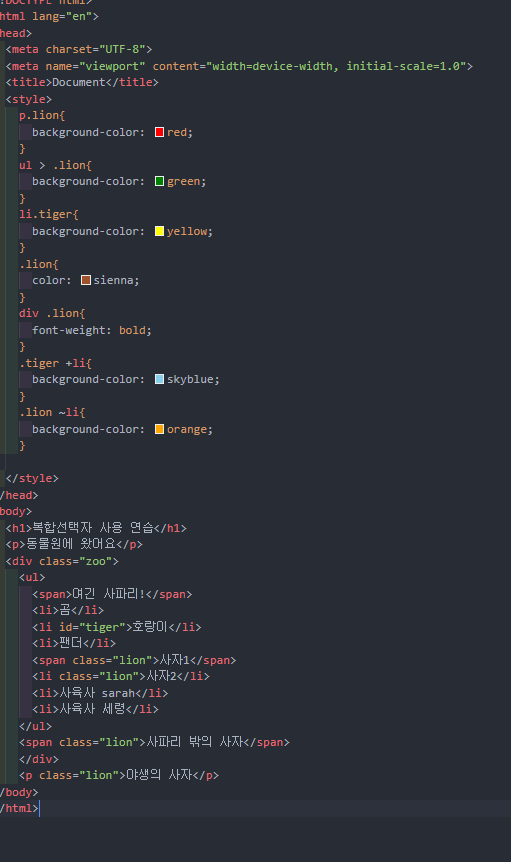 <!DOCTYPE html>
html lang="en">
head>
<meta charset="UTF-8">
<meta name="viewport" content="width=device-width, initial-scale=1.0">
<title>Document</title>
<style>
p.lion{
background-color: red;
}
ul > .lion{
background-color: green;
}
li.tiger{
background-color: yellow;
}
.lion{
color: sienna;
}
div .lion{
font-weight: bold;
}
.tiger +li{
background-color: skyblue;
}
.lion ~li{
background-color: orange;
}
</style>
/head>
body>
<h1>복합선택자 사용 연습</h1>
<p>동물원에 왔어요</p>
<div class="zoo">
<ul>
<span>여긴 사파리!</span>
<li>곰</li>
<li id="tiger">호랑이</li>
<li>팬더</li>
<span class="lion">사자1</span>
<li class="lion">사자2</li>
<li>사육사 sarah</li>
<li>사육사 세령</li>
</ul>
<span class="lion">사파리 밖의 사자</span>
</div>
<p class="lion">야생의 사자</p>
/body>
/html>